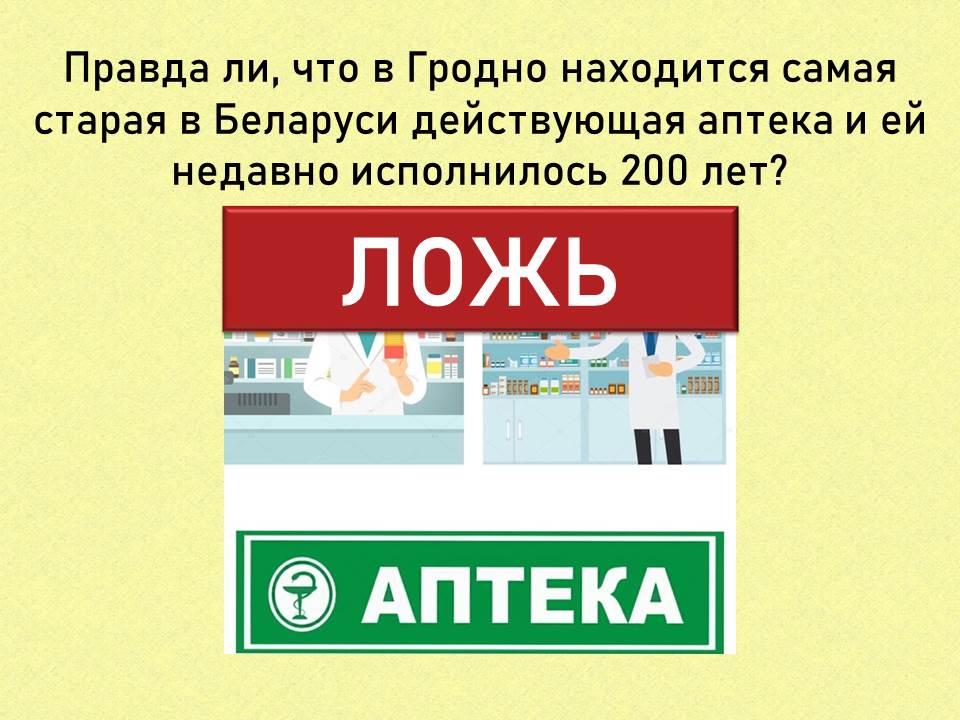 Правда ли, что в Гродно находится самая
старая в Беларуси действующая аптека и ей
недавно исполнилось 200 лет?
ЛОЖЬ
АПТЕКА